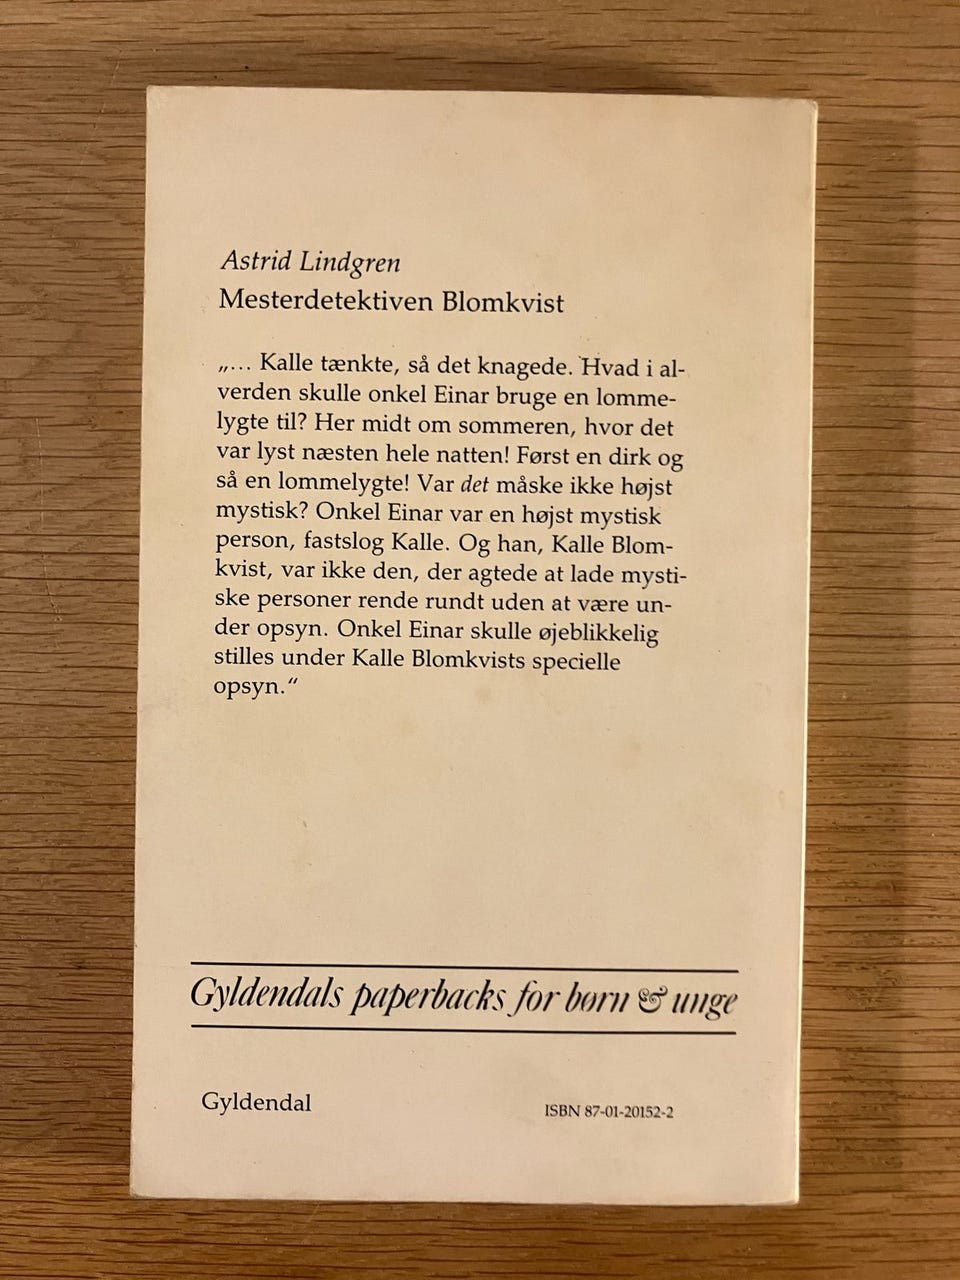 Astrid Lindgren
Mesterdetektiven Blomkvist
„... Kalle tænkte, så det knagede. Hvad i al-
verden skulle onkel Einar bruge en lomme-
lygte til? Her midt om sommeren, hvor det
var lyst næsten hele natten! Først en dirk og
så en lommelygte! Var det måske ikke højst
mystisk? Onkel Einar var en højst mystisk
person, fastslog Kalle. Og han, Kalle Blom-
kvist, var ikke den, der agtede at lade mysti-
ske personer rende rundt uden at være un-
der opsyn. Onkel Einar skulle øjeblikkelig
stilles under Kalle Blomkvists specielle
opsyn.“
Gyldendals paperbacks for børn & unge
Gyldendal
ISBN 87-01-20152-2